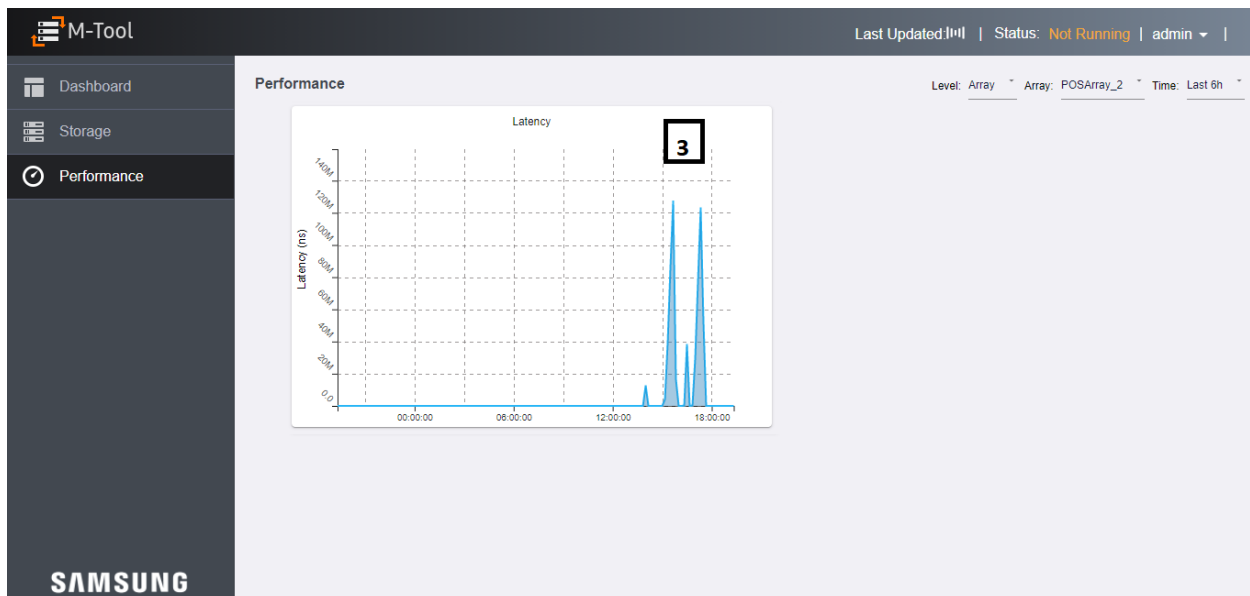 M-Tool
Last Updated: | Status: Not Running | admin |
Dashboard
Storage
Performance
Performance
Level: Array Array: POSArray_2 Time: Last 6h
Latency
3
Latency (ns)
140M
120M
100M
80M
60M
40M
20M
0.0
00:00:00 06:00:00 12:00:00 18:00:00
SAMSUNG